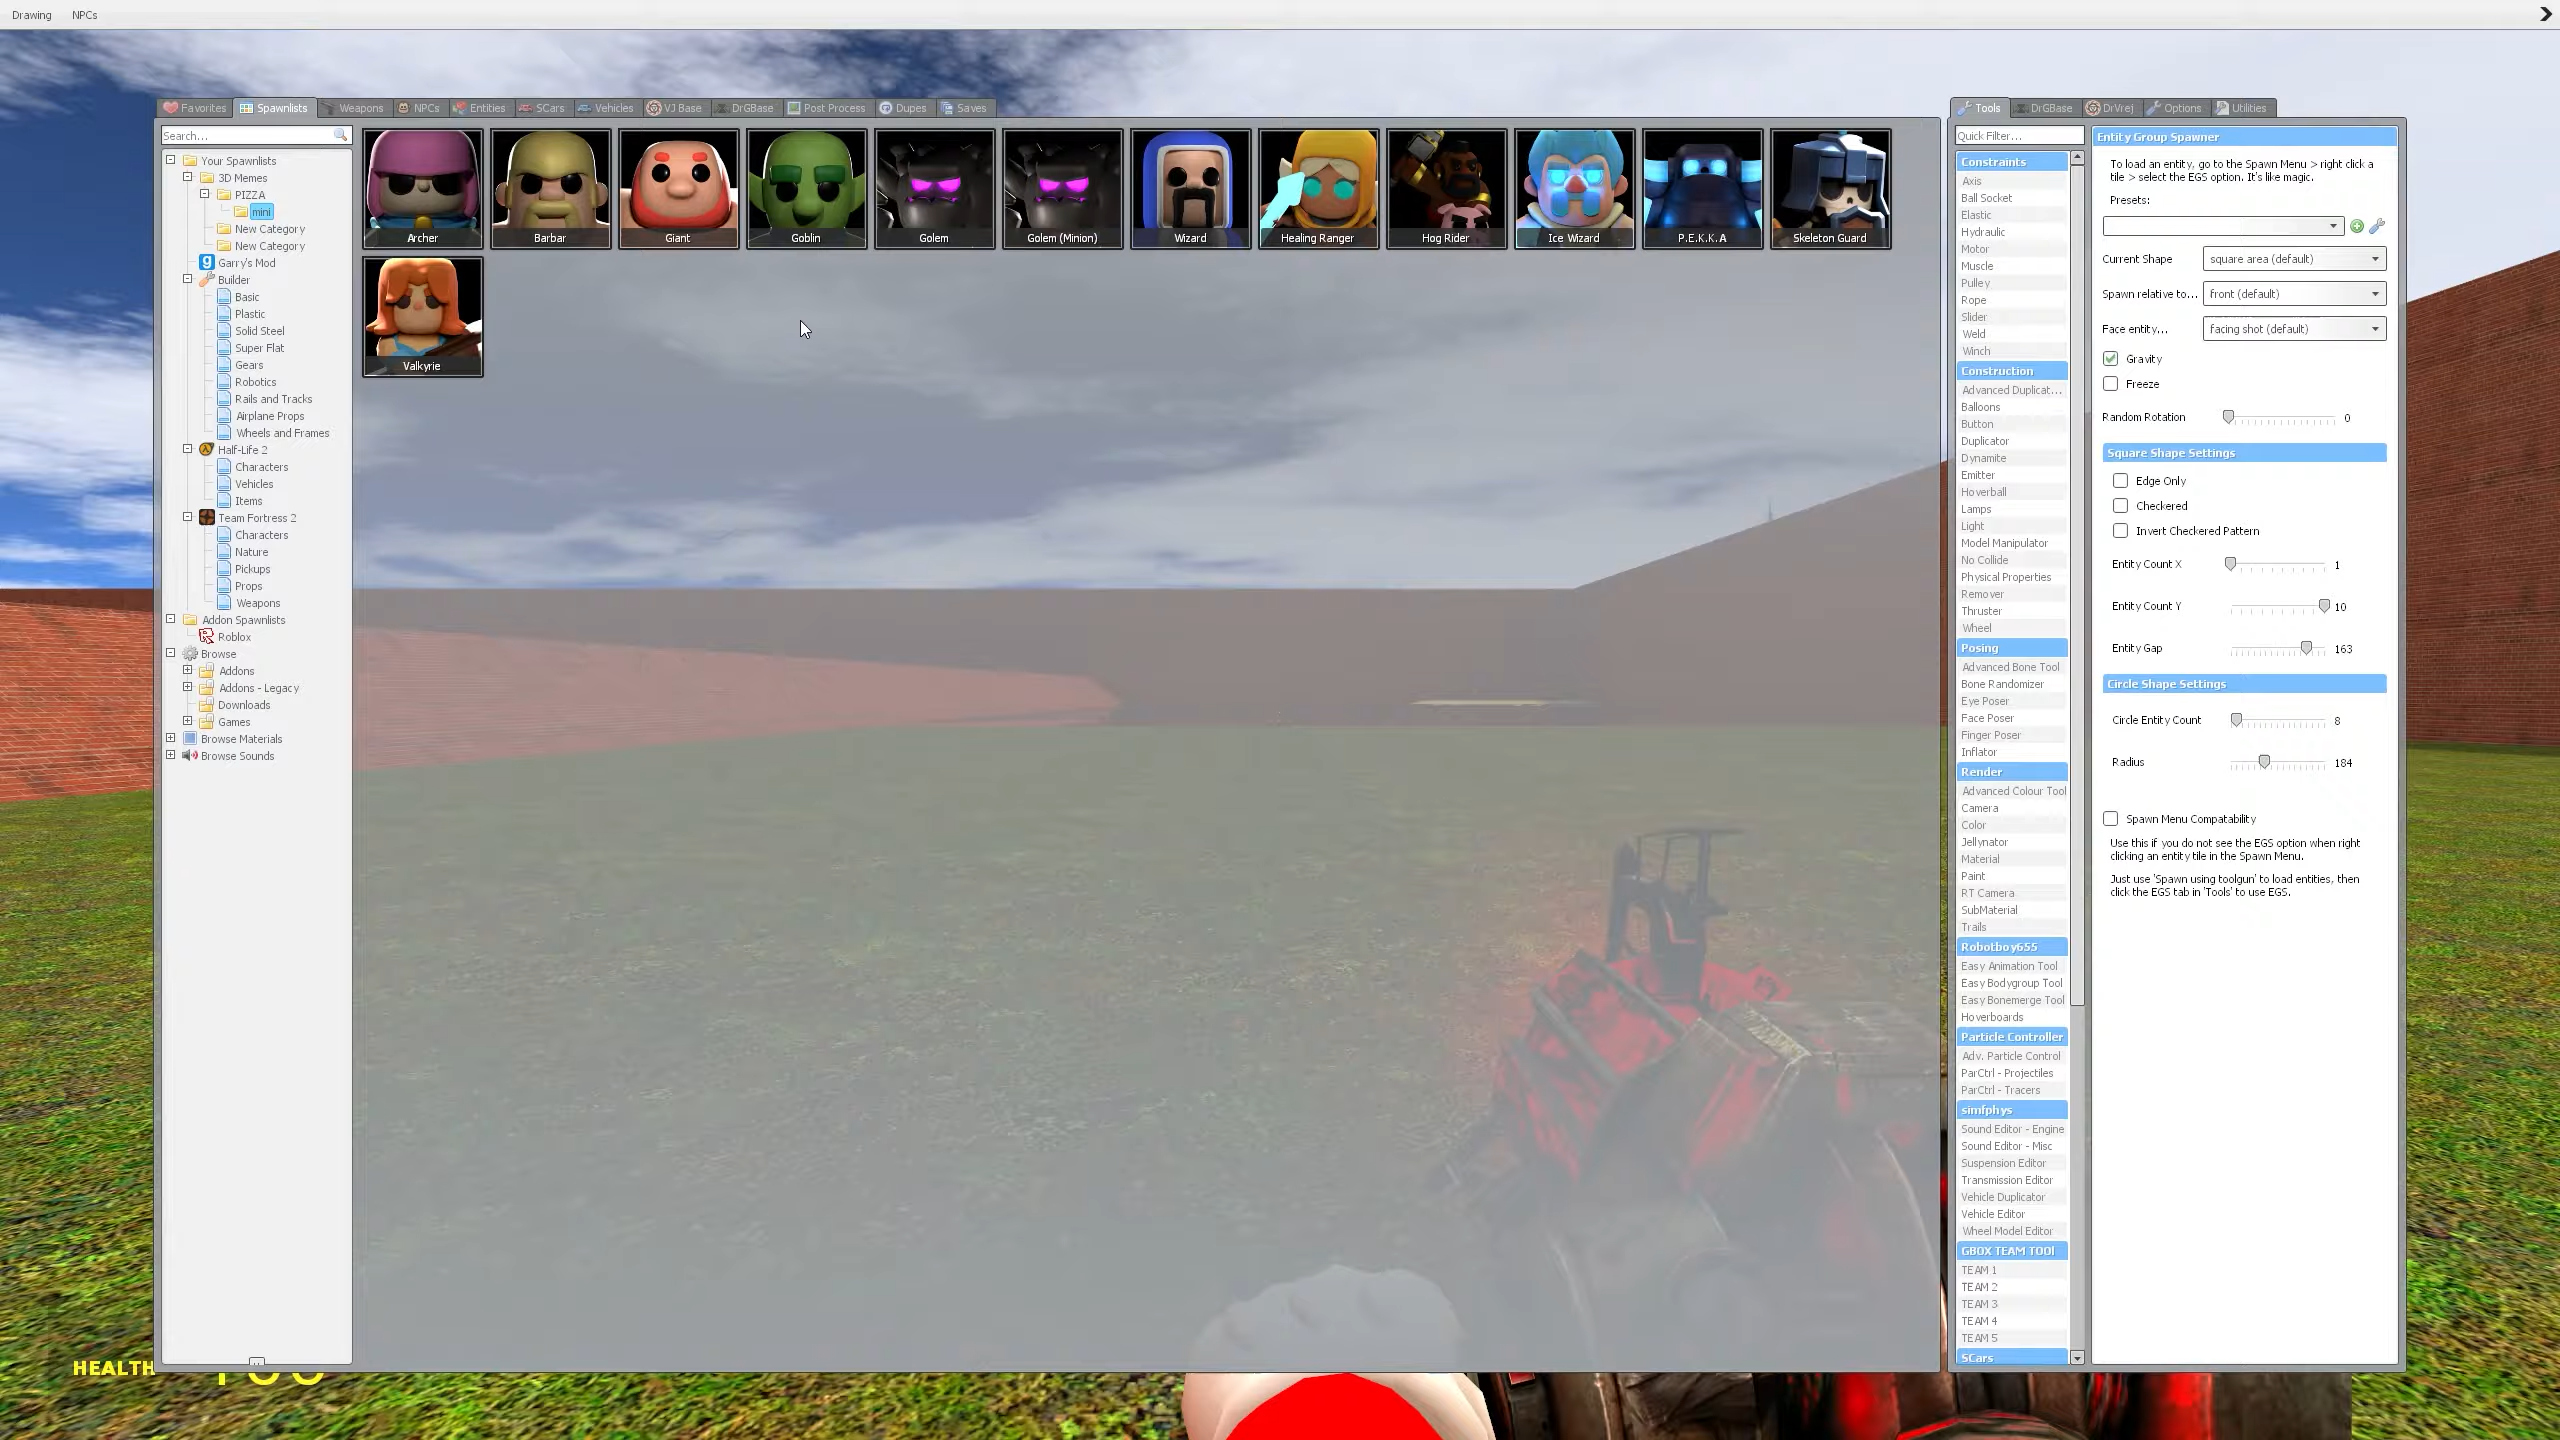 Drawing NPCs
Favorites Spawnlists Weapons NPCs Entities SCars Vehicles VJ Base DrGBase Post Process Dupes Saves
Search...
Your Spawnlists
3D Memes
PIZZA
mini
New Category
New Category
Garry's Mod
Builder
Basic
Plastic
Solid Steel
Super Flat
Gears
Robotics
Rails and Tracks
Airplane Props
Wheels and Frames
Half-Life 2
Characters
Vehicles
Items
Team Fortress 2
Characters
Nature
Pickups
Props
Weapons
Addon Spawnlists
Roblox
Browse
Addons
Addons - Legacy
Downloads
Games
Browse Materials
Browse Sounds
Archer Barbar Giant Goblin Golem Golem (Minion) Wizard Healing Ranger Hog Rider Ice Wizard P.E.K.K.A Skeleton Guard
Valkyrie
Tools DrGBase DrVrej Options Utilities
Quick Filter...
Constraints
Axis
Ball Socket
Elastic
Hydraulic
Motor
Muscle
Pulley
Rope
Slider
Weld
Winch
Construction
Advanced Duplicat...
Balloons
Button
Duplicator
Dynamite
Emitter
Hoverball
Lamps
Light
Model Manipulator
No Collide
Physical Properties
Remover
Thruster
Wheel
Posing
Advanced Bone Tool
Bone Randomizer
Eye Poser
Face Poser
Finger Poser
Inflator
Render
Advanced Colour Tool
Camera
Color
Jellynator
Material
Paint
RT Camera
SubMaterial
Trails
Robotboy655
Easy Animation Tool
Easy Bodygroup Tool
Easy Bonemerge Tool
Hoverboards
Particle Controller
Adv. Particle Control
ParCtrl - Projectiles
ParCtrl - Tracers
simfphys
Sound Editor - Engine
Sound Editor - Misc
Suspension Editor
Transmission Editor
Vehicle Duplicator
Vehicle Editor
Wheel Model Editor
GBOX TEAM TOOl
TEAM 1
TEAM 2
TEAM 3
TEAM 4
TEAM 5
SCars
Entity Group Spawner
To load an entity, go to the Spawn Menu > right click a
tile > select the EGS option. It's like magic.
Presets:
Current Shape square area (default)
Spawn relative to... front (default)
Face entity... facing shot (default)
Gravity
Freeze
Random Rotation 0
Square Shape Settings
Edge Only
Checkered
Invert Checkered Pattern
Entity Count X 1
Entity Count Y 10
Entity Gap 163
Circle Shape Settings
Circle Entity Count 8
Radius 184
Spawn Menu Compatability
Use this if you do not see the EGS option when right
clicking an entity tile in the Spawn Menu.
Just use 'Spawn using toolgun' to load entities, then
click the EGS tab in 'Tools' to use EGS.
HEALTH